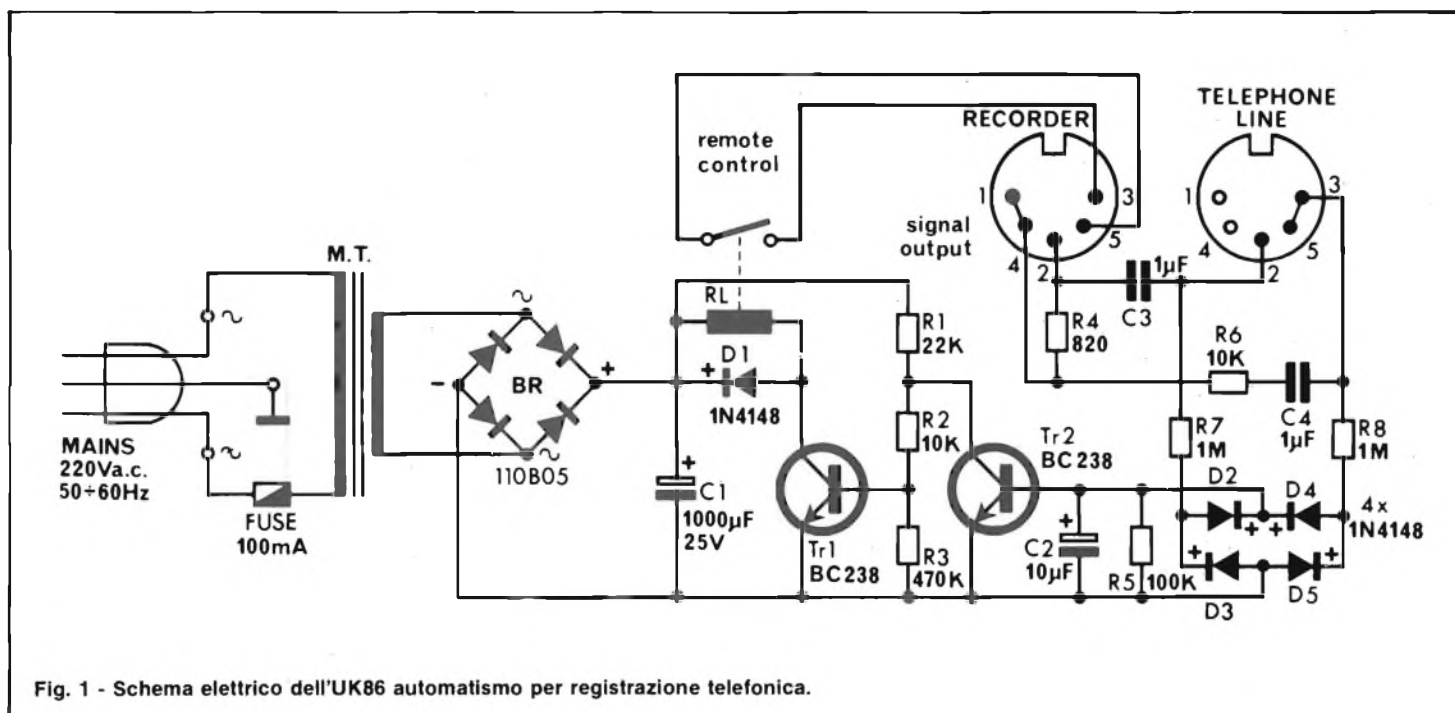 RECORDER
TELEPHONE
LINE
remote
control
signal
output
1
3
4
2
5
1
3
4
2
5
M.T.
~
~
MAINS
220Va.c.
50÷60Hz
FUSE
100mA
~
-
BR
+
~
110B05
RL
D1
+
1N4148
+
C1
1000µF
25V
Tr1
BC238
R1
22K
R2
10K
R3
470K
Tr2
BC238
+
C2
10µF
R5
100K
1µF
C3
R4
820
R6
10K
C4
1µF
R7
1M
R8
1M
D2
D4
+
+
4x
1N4148
+
+
D3
D5
Fig. 1 - Schema elettrico dell'UK86 automatismo per registrazione telefonica.